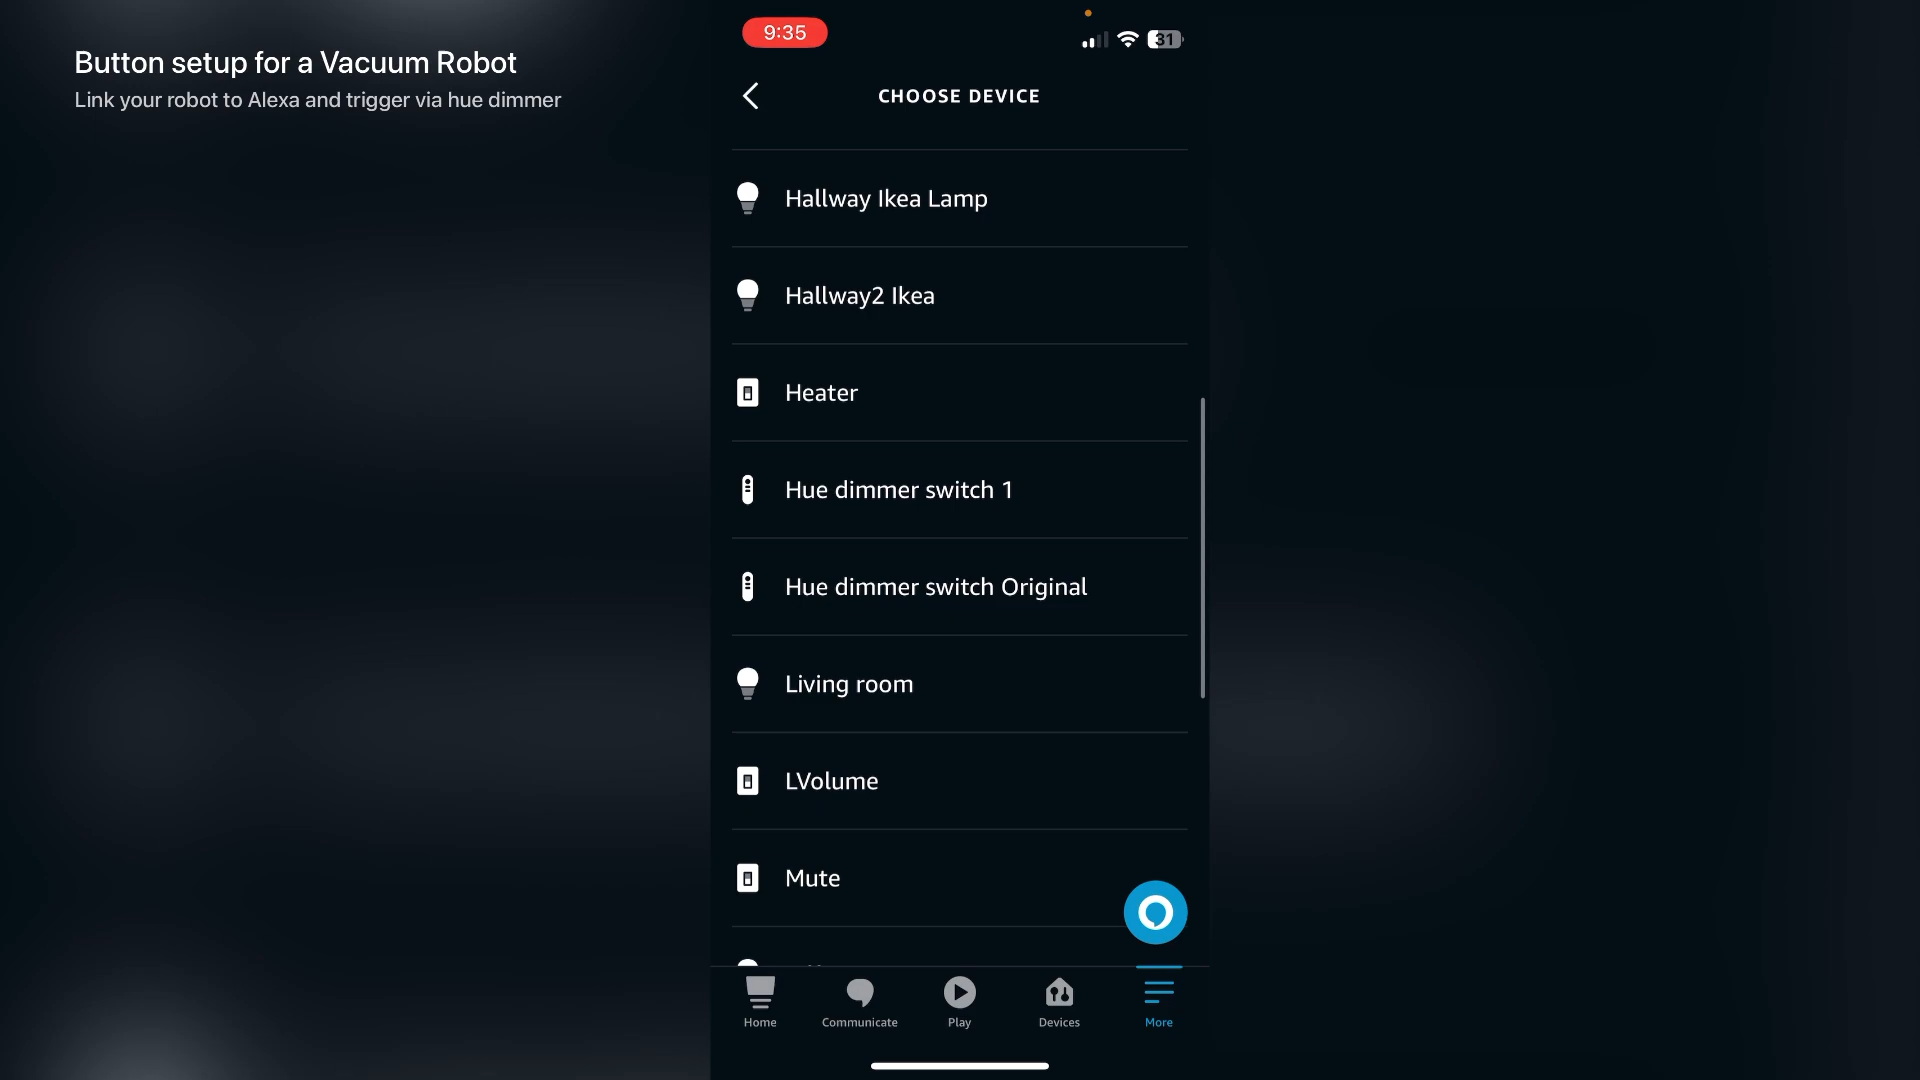 Button setup for a Vacuum Robot
Link your robot to Alexa and trigger via hue dimmer
9:35
31
CHOOSE DEVICE
Hallway Ikea Lamp
Hallway2 Ikea
Heater
Hue dimmer switch 1
Hue dimmer switch Original
Living room
LVolume
Mute
Home
Communicate
Play
Devices
More